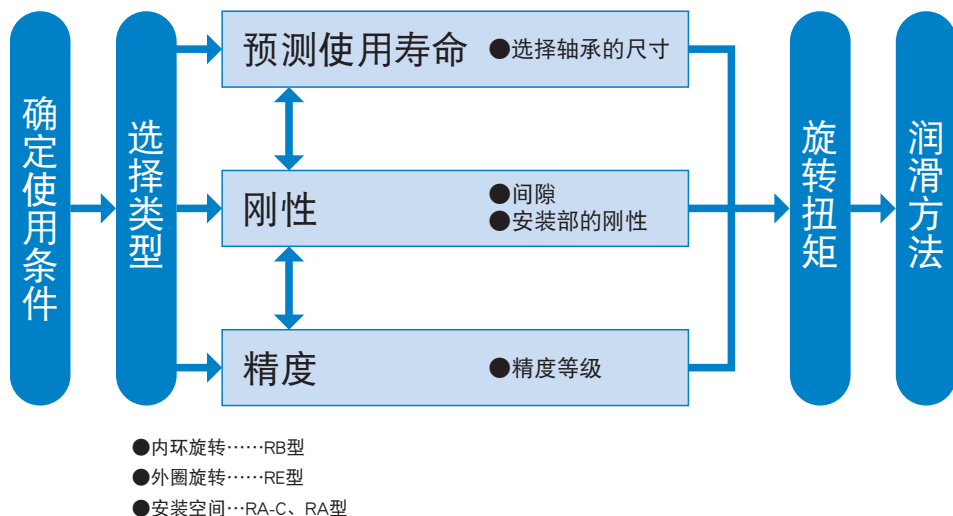 确定使用条件
选择类型
预测使用寿命 ●选择轴承的尺寸
刚性 ●间隙
●安装部的刚性
精度 ●精度等级
旋转扭矩
润滑方法
●内环旋转……RB型
●外圈旋转……RE型
●安装空间…RA-C、RA型